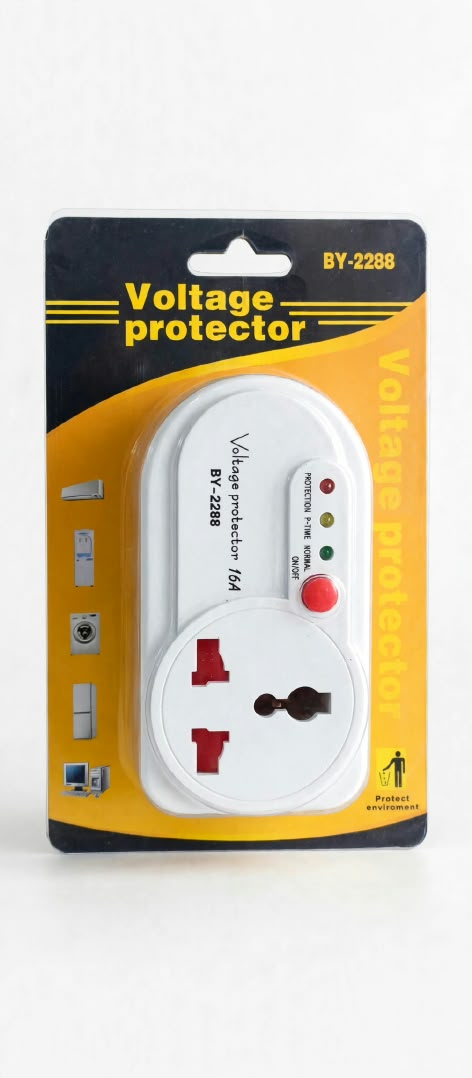 BY-2288
Voltage
protector
Voltage protector
Voltage protector 16A
BY-2288
PROTECTION P-TIME NORMAL
ON/OFF
Protect
enviroment